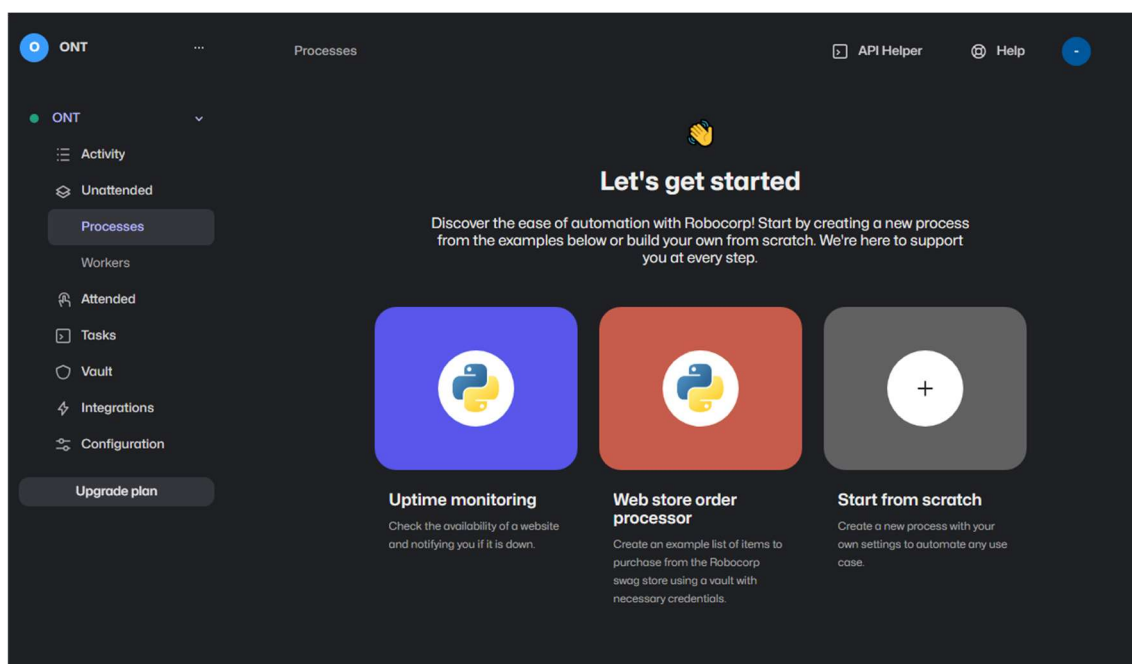 O ONT ...
Processes
API Helper
Help
-
ONT
Activity
Unattended
Processes
Workers
Attended
Tasks
Vault
Integrations
Configuration
Upgrade plan
Let's get started
Discover the ease of automation with Robocorp! Start by creating a new process
from the examples below or build your own from scratch. We're here to support
you at every step.
Uptime monitoring
Check the availability of a website
and notifying you if it is down.
Web store order
processor
Create an example list of items to
purchase from the Robocorp
swag store using a vault with
necessary credentials.
Start from scratch
Create a new process with your
own settings to automate any use
case.